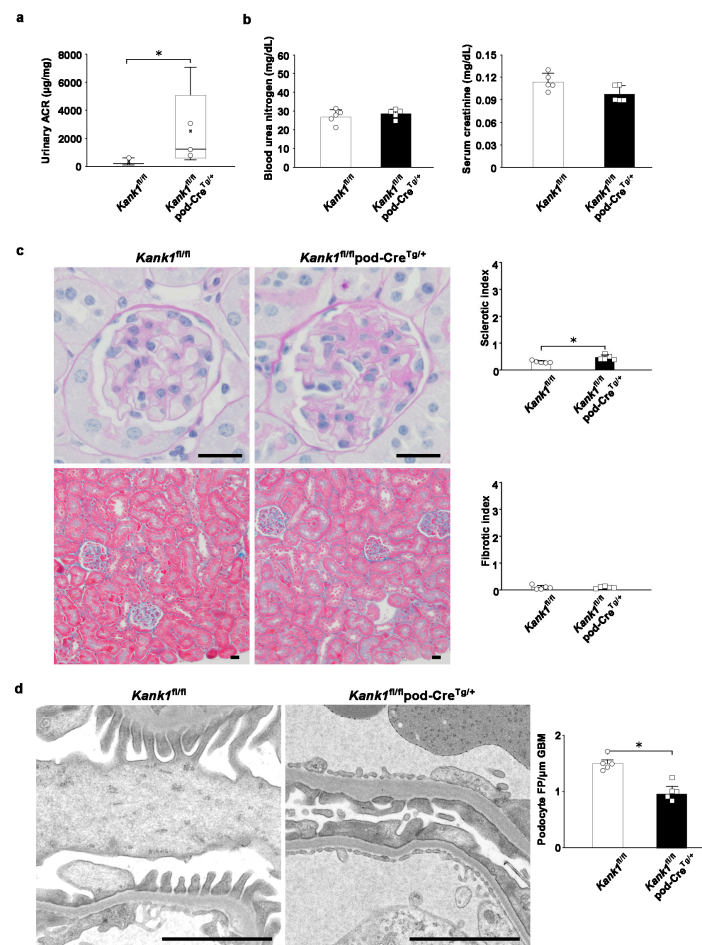 a
Urinary ACR (µg/mg)
8000
6000
4000
2000
0
*
Kank1fl/fl
Kank1fl/fl
pod-CreTg/+
b
Blood urea nitrogen (mg/dL)
60
50
40
30
20
10
0
Kank1fl/fl
Kank1fl/fl
pod-CreTg/+
Serum creatinine (mg/dL)
0.15
0.12
0.09
0.06
0.03
0
Kank1fl/fl
Kank1fl/fl
pod-CreTg/+
c
Kank1fl/fl
Kank1fl/flpod-CreTg/+
Sclerotic index
4
3
2
1
0
*
Kank1fl/fl
Kank1fl/fl
pod-CreTg/+
Fibrotic index
4
3
2
1
0
Kank1fl/fl
Kank1fl/fl
pod-CreTg/+
d
Kank1fl/fl
Kank1fl/flpod-CreTg/+
Podocyte FP/µm GBM
2
1
0
*
Kank1fl/fl
Kank1fl/fl
pod-CreTg/+